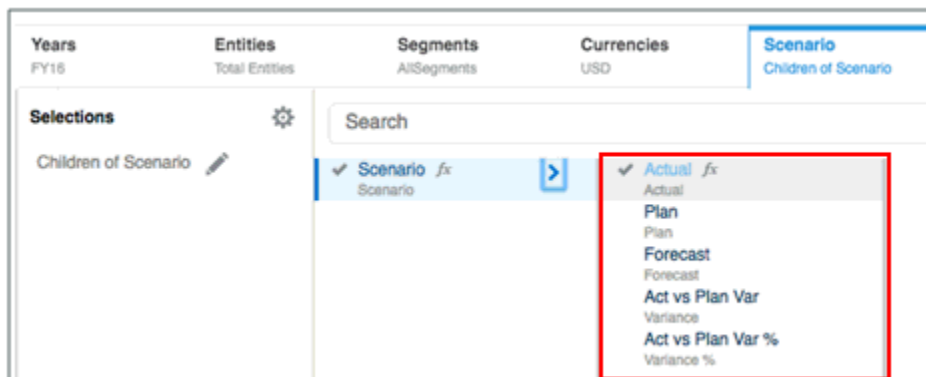 Years Entities Segments Currencies Scenario
FY16 Total Entities AllSegments USD Children of Scenario
Selections Search
Children of Scenario Scenario fx Actual fx
Scenario Actual
Plan
Plan
Forecast
Forecast
Act vs Plan Var
Variance
Act vs Plan Var %
Variance %